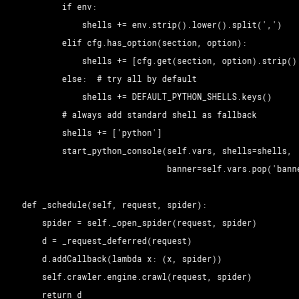 if env:
shells += env.strip().lower().split(',')
elif cfg.has_option(section, option):
shells += [cfg.get(section, option).strip()
else:  # try all by default
shells += DEFAULT_PYTHON_SHELLS.keys()
# always add standard shell as fallback
shells += ['python']
start_python_console(self.vars, shells=shells,
banner=self.vars.pop('banne
def _schedule(self, request, spider):
spider = self._open_spider(request, spider)
d = _request_deferred(request)
d.addCallback(lambda x: (x, spider))
self.crawler.engine.crawl(request, spider)
return d